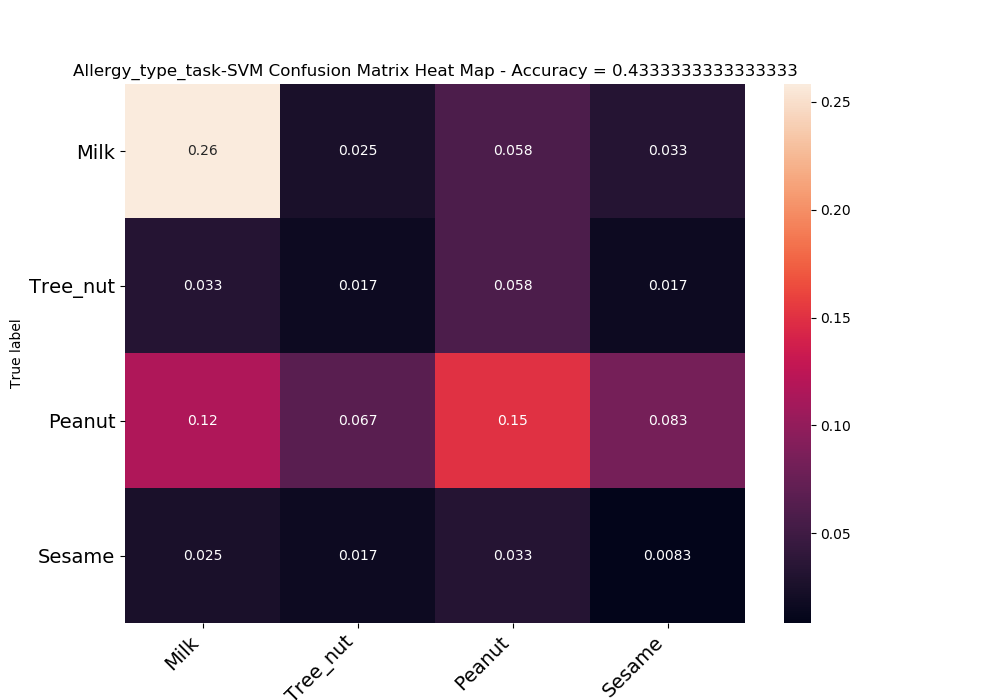 Allergy_type_task-SVM Confusion Matrix Heat Map - Accuracy = 0.4333333333333333
True label
Milk 0.26 0.025 0.058 0.033
Tree_nut 0.033 0.017 0.058 0.017
Peanut 0.12 0.067 0.15 0.083
Sesame 0.025 0.017 0.033 0.0083
Milk Tree_nut Peanut Sesame
0.25
0.20
0.15
0.10
0.05